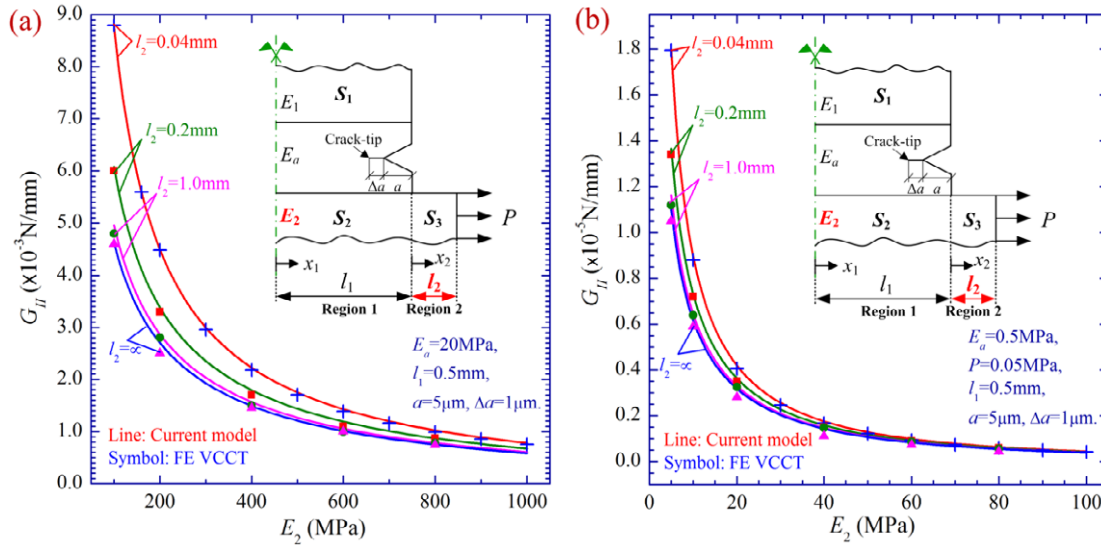 (a)
G_II (×10⁻³N/mm)
9.0
8.0
7.0
6.0
5.0
4.0
3.0
2.0
1.0
0.0
l₂=0.04mm
l₂=0.2mm
l₂=1.0mm
l₂=∞
S₁
E₁
Crack-tip
Eₐ
Δa a
E₂ S₂ S₃ P
x₁ x₂
l₁ l₂
Region 1 Region 2
Eₐ=20MPa,
l₁=0.5mm,
a=5μm, Δa=1μm.
Line: Current model
Symbol: FE VCCT
200 400 600 800 1000
E₂ (MPa)
(b)
G_II (×10⁻⁵N/mm)
1.8
1.6
1.4
1.2
1.0
0.8
0.6
0.4
0.2
0.0
l₂=0.04mm
l₂=0.2mm
l₂=1.0mm
l₂=∞
S₁
E₁
Crack-tip
Eₐ
Δa a
E₂ S₂ S₃ P
x₁ x₂
l₁ l₂
Region 1 Region 2
Eₐ=0.5MPa,
P=0.05MPa,
l₁=0.5mm,
a=5μm, Δa=1μm.
Line: Current model
Symbol: FE VCCT
0 20 40 60 80 100
E₂ (MPa)